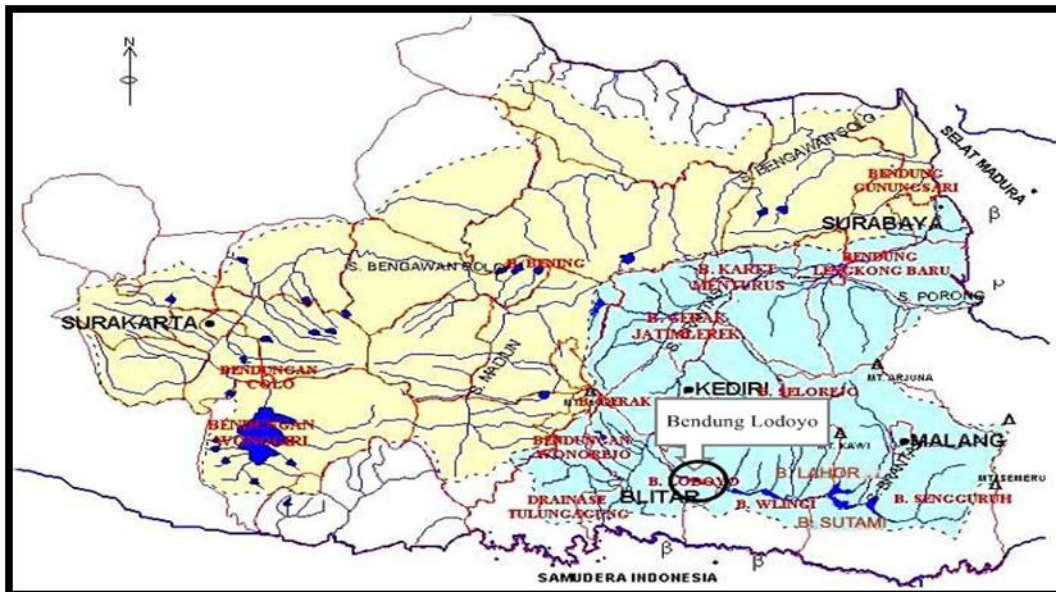 N
S. BENGAWAN SOLO
SELAT MADURA
BENDUNG
GUNUNGSARI
SURABAYA
β
S. BENGAWAN SOLO
B. BENING
B. KARET
MENTURUS
BENDUNG
LENGKONG BARU
S. PORONG
SURAKARTA
B. GERAK
JATIMLEREK
MADIUN
BENDUNGAN
COLO
MT. ARJUNA
KEDIRI
B. SELOREJO
B. GERAK
Bendung Lodoyo
BENDUNGAN
WONOGIRI
BENDUNGAN
WONOREJO
MT. KAWI
MALANG
S. BRANTAS
B. LODOYO
B. LAHOR
MT. SEMERU
BLITAR
DRAINASE
TULUNGAGUNG
B. WLINGI
B. SENGGURUH
B. SUTAMI
β
β
SAMUDERA INDONESIA